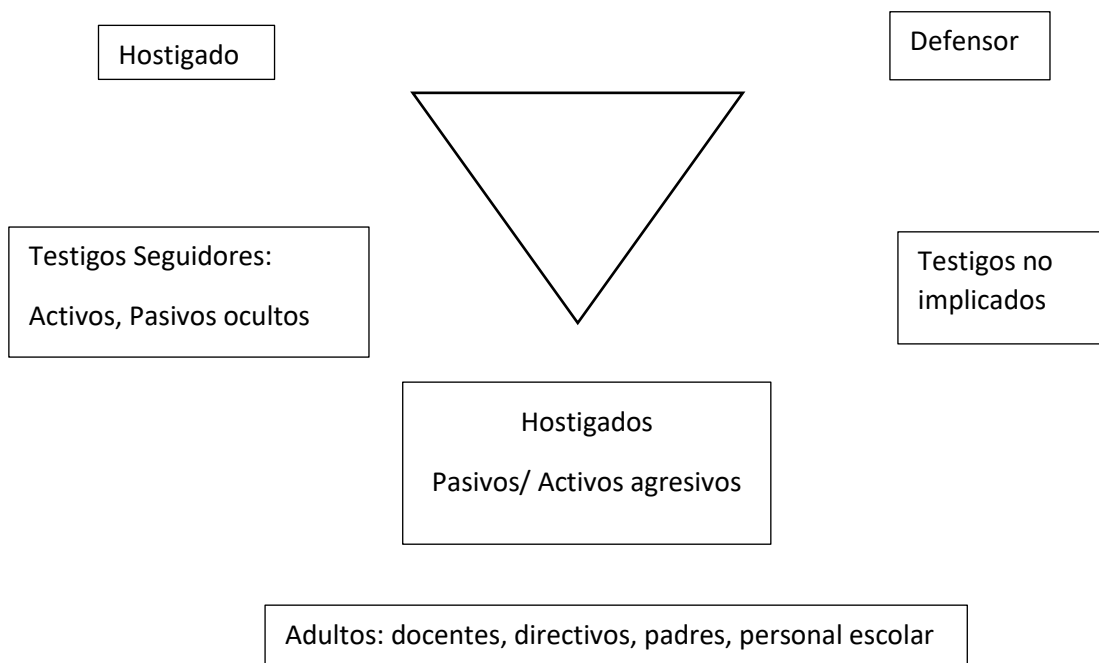 Hostigado
Defensor
Testigos Seguidores:
Activos, Pasivos ocultos
Testigos no
implicados
Hostigados
Pasivos/ Activos agresivos
Adultos: docentes, directivos, padres, personal escolar